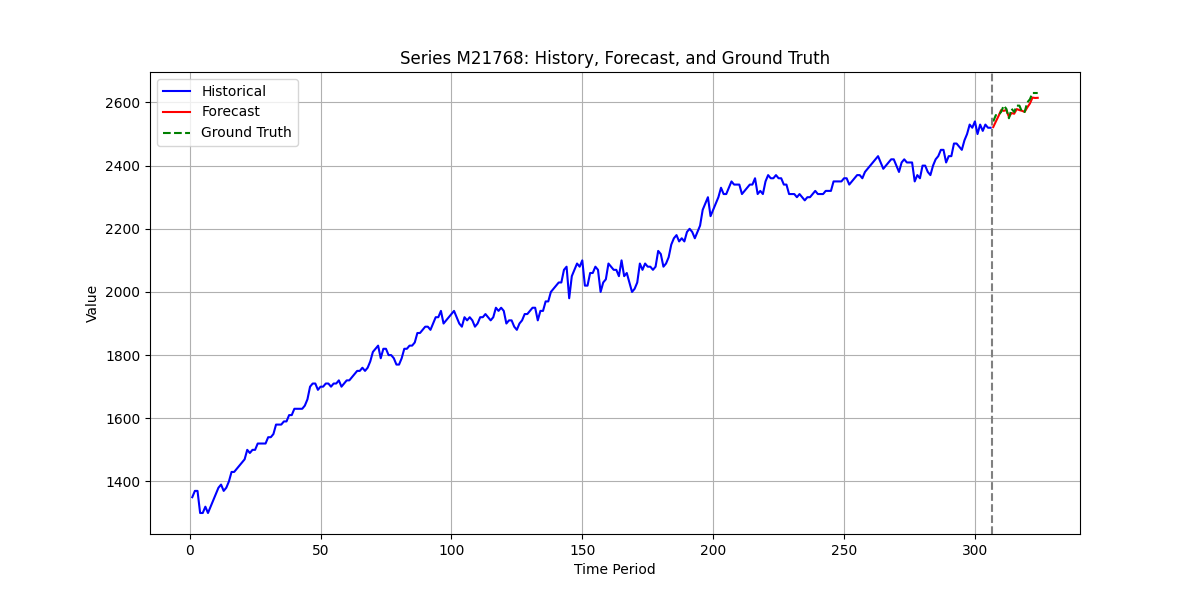 Series M21768: History, Forecast, and Ground Truth
Historical
Forecast
Ground Truth
Value
2600
2400
2200
2000
1800
1600
1400
0 50 100 150 200 250 300
Time Period